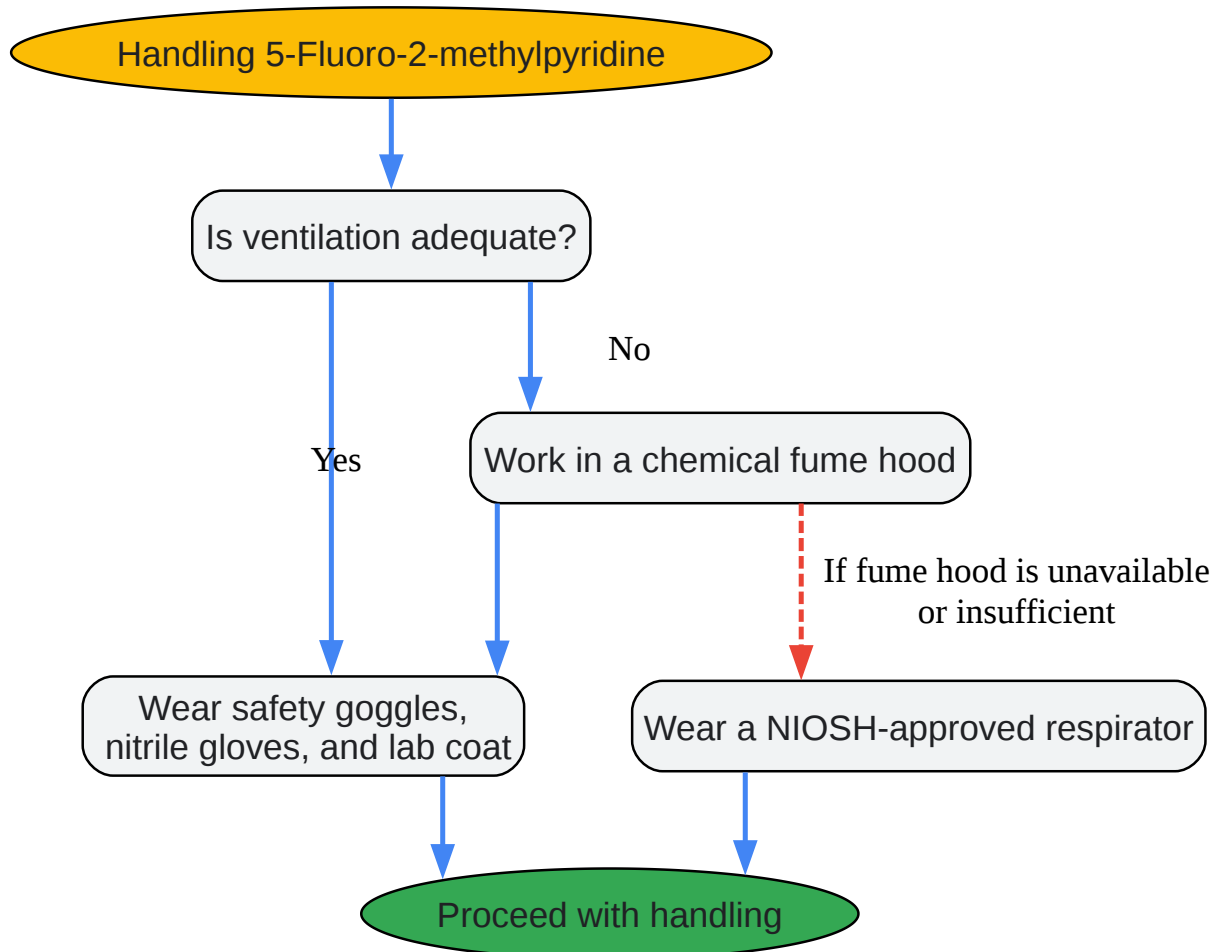 Handling 5-Fluoro-2-methylpyridine
Is ventilation adequate?
No
Yes
Work in a chemical fume hood
If fume hood is unavailable
or insufficient
Wear safety goggles,
nitrile gloves, and lab coat
Wear a NIOSH-approved respirator
Proceed with handling